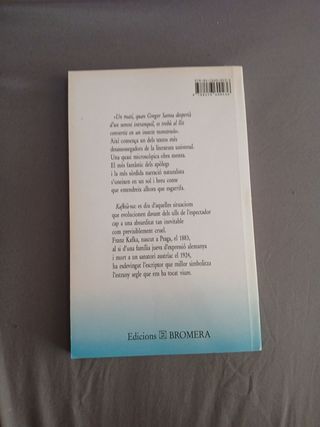 «Un matí, quan Gregor Samsa despertà
d'un somni intranquil, es trobà al llit
convertit en un insecte monstruós».
Així comença un dels textos més
desassossegadors de la literatura universal.
Una quasi microscòpica obra mestra.
El més fantàstic dels apòlegs
i la més sòrdida narració naturalista
s'uneixen en un sol i breu conte
que entendreix alhora que esgarrifa.
Kafkià-na: es diu d'aquelles situacions
que evolucionen davant dels ulls de l'espectador
cap a una absurditat tan inevitable
com previsiblement cruel.
Franz Kafka, nascut a Praga, el 1883,
al si d'una família jueva d'expressió alemanya
i mort a un sanatori austríac el 1924,
ha esdevingut l'escriptor que millor simbolitza
l'estrany segle que ens ha tocat viure.
Edicions BROMERA